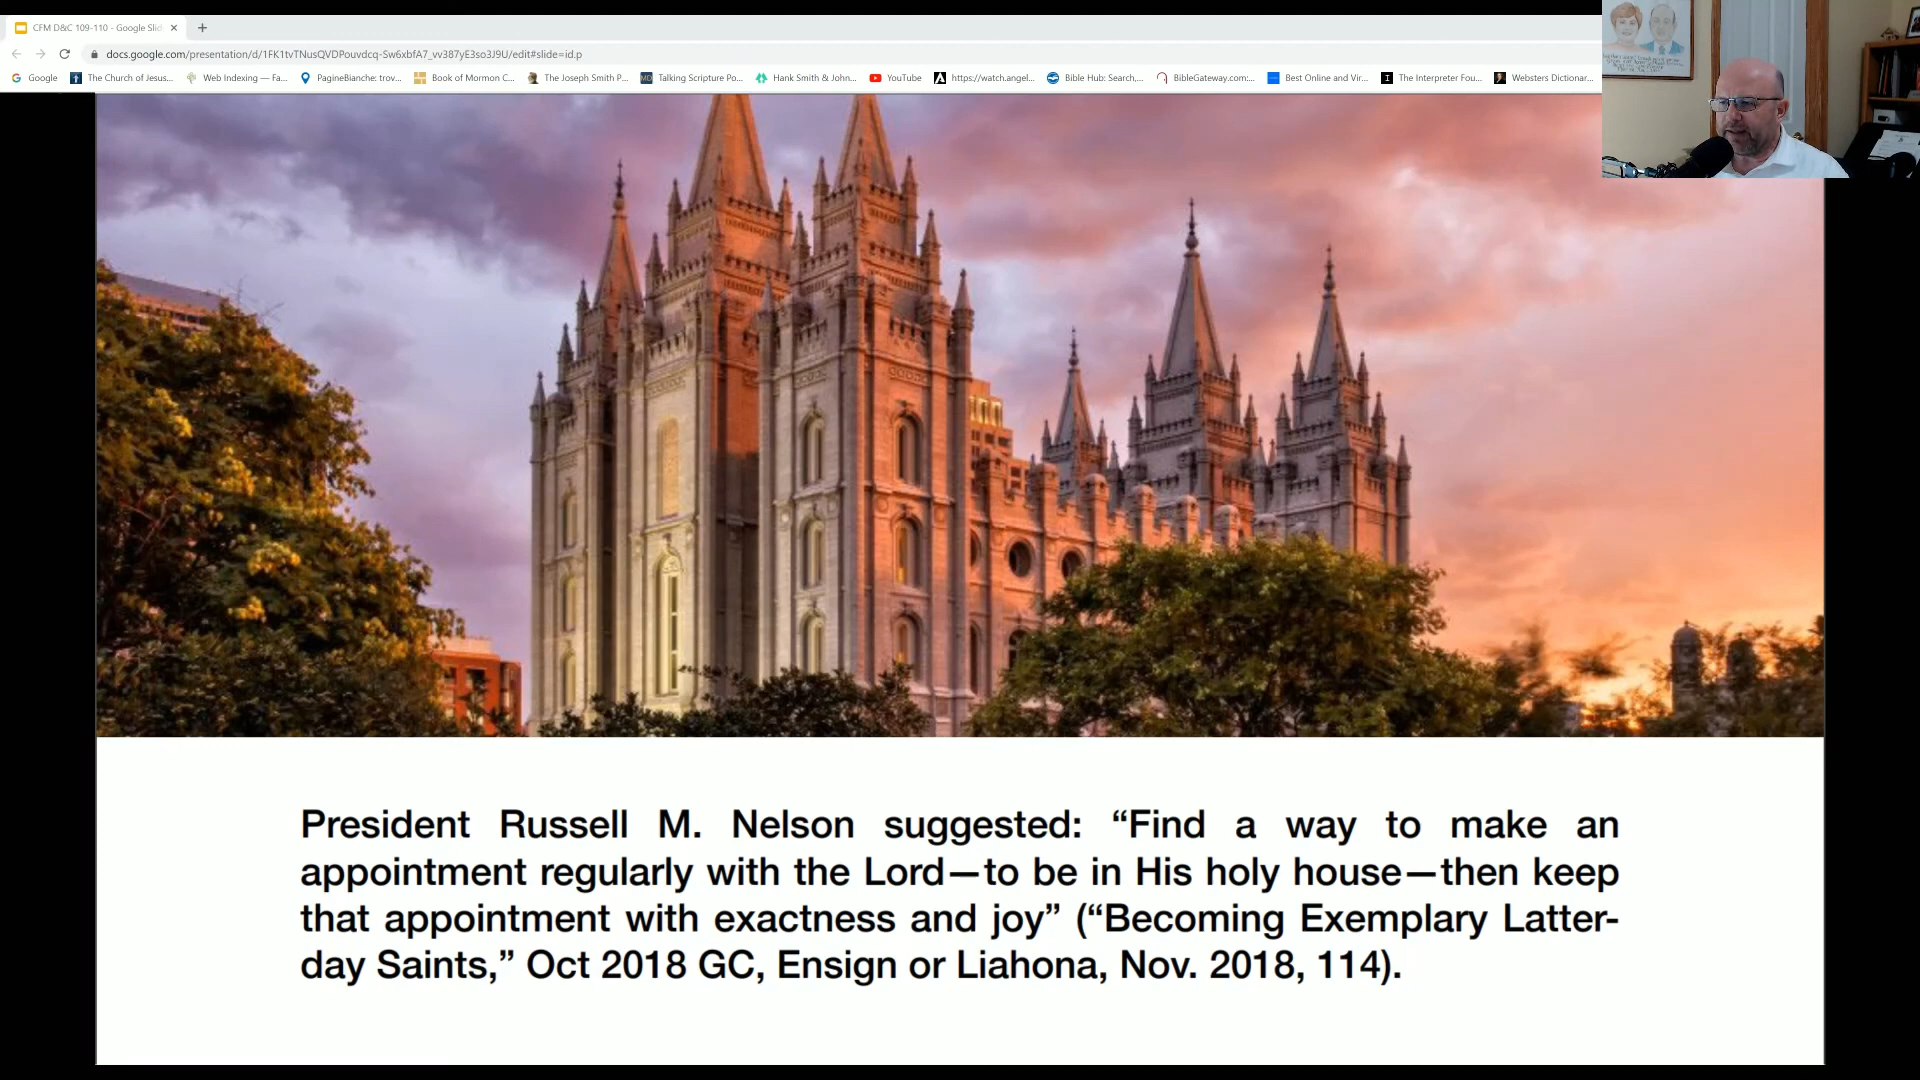 CFM D&C 109-110 - Google Slid
docs.google.com/presentation/d/1FK1tvTNusQVDPouvdcq-Sw6xbfA7_vv387yE3so3J9U/edit#slide=id.p
Google
The Church of Jesus...
Web Indexing — Fa...
PagineBianche: trov...
Book of Mormon C...
The Joseph Smith P...
Talking Scripture Po...
Hank Smith & John...
YouTube
https://watch.angel...
Bible Hub: Search,...
BibleGateway.com:...
Best Online and Vir...
The Interpreter Fou...
Websters Dictionar...
President Russell M. Nelson suggested: “Find a way to make an
appointment regularly with the Lord—to be in His holy house—then keep
that appointment with exactness and joy” (“Becoming Exemplary Latter-
day Saints,” Oct 2018 GC, Ensign or Liahona, Nov. 2018, 114).